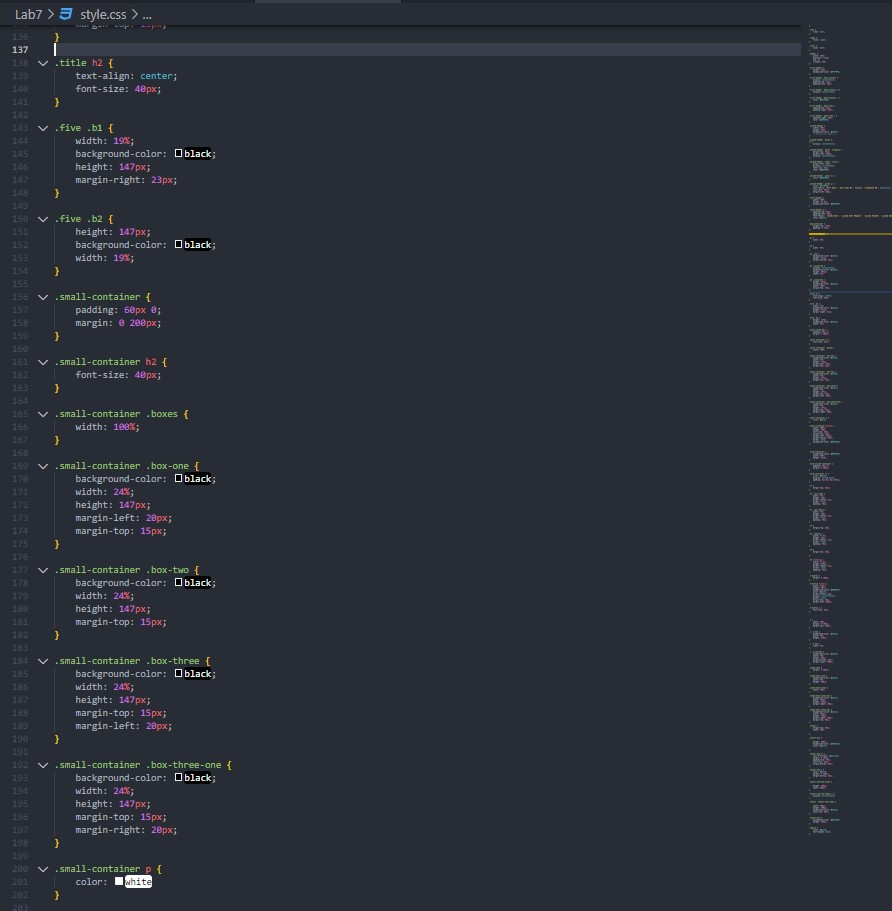 Lab7 > style.css > ...
136 }
137
138 .title h2 {
139 text-align: center;
140 font-size: 40px;
141 }
142
143 .five .b1 {
144 width: 19%;
145 background-color: black;
146 height: 147px;
147 margin-right: 23px;
148 }
149
150 .five .b2 {
151 height: 147px;
152 background-color: black;
153 width: 19%;
154 }
155
156 .small-container {
157 padding: 60px 0;
158 margin: 0 200px;
159 }
160
161 .small-container h2 {
162 font-size: 40px;
163 }
164
165 .small-container .boxes {
166 width: 100%;
167 }
168
169 .small-container .box-one {
170 background-color: black;
171 width: 24%;
172 height: 147px;
173 margin-left: 20px;
174 margin-top: 15px;
175 }
176
177 .small-container .box-two {
178 background-color: black;
179 width: 24%;
180 height: 147px;
181 margin-top: 15px;
182 }
183
184 .small-container .box-three {
185 background-color: black;
186 width: 24%;
187 height: 147px;
188 margin-top: 15px;
189 margin-left: 20px;
190 }
191
192 .small-container .box-three-one {
193 background-color: black;
194 width: 24%;
195 height: 147px;
196 margin-top: 15px;
197 margin-right: 20px;
198 }
199
200 .small-container p {
201 color: white
202 }
203